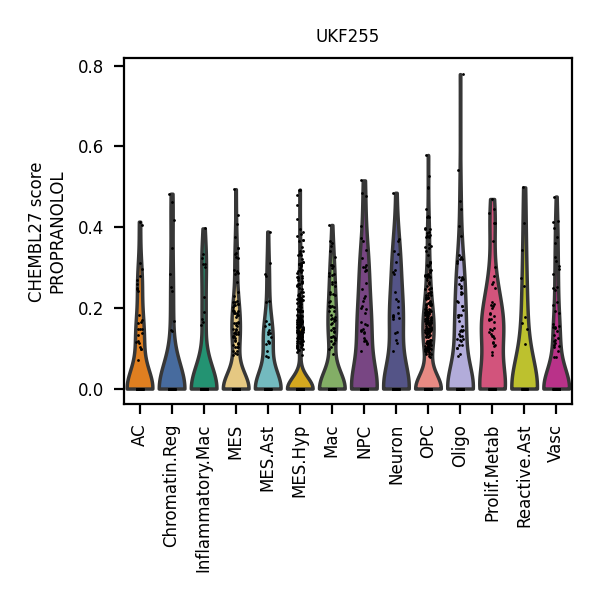 UKF255
CHEMBL27 score
PROPRANOLOL
0.8
0.6
0.4
0.2
0.0
AC
Chromatin.Reg
Inflammatory.Mac
MES
MES.Ast
MES.Hyp
Mac
NPC
Neuron
OPC
Oligo
Prolif.Metab
Reactive.Ast
Vasc